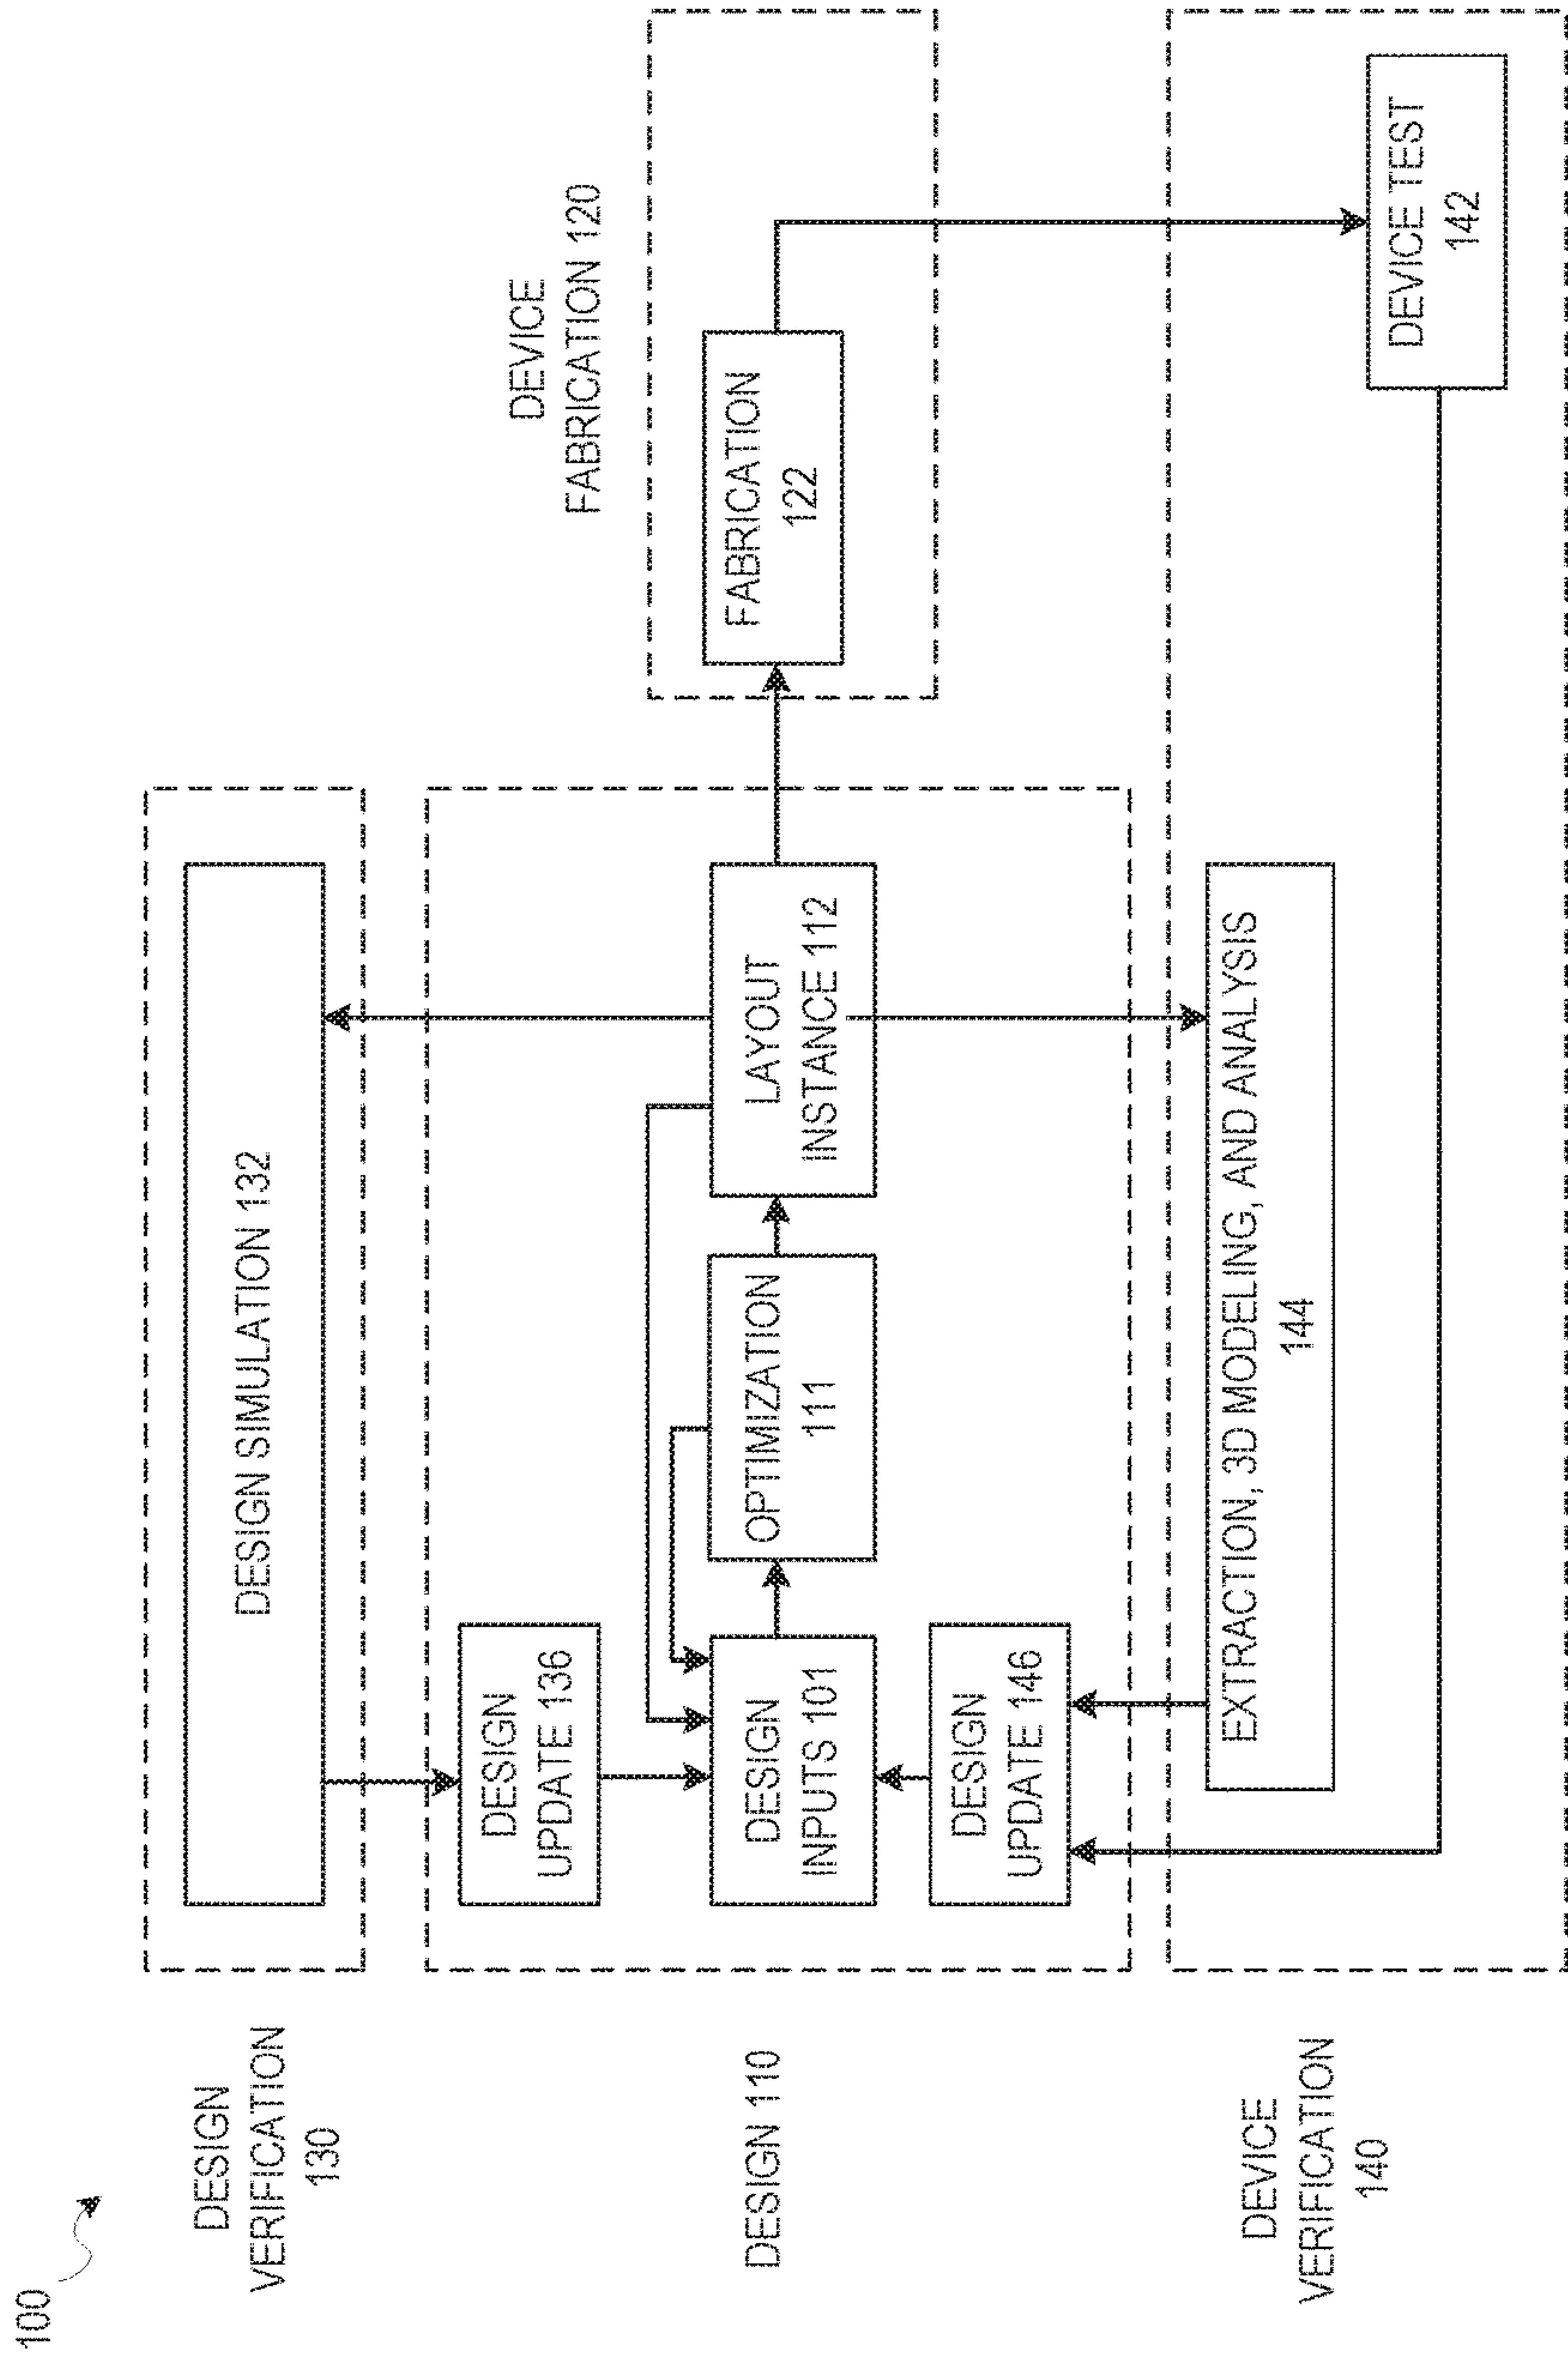 100
DESIGN
VERIFICATION
130
DESIGN SIMULATION 132
DESIGN 110
DESIGN
UPDATE 136
DESIGN
INPUTS 101
DESIGN
UPDATE 146
OPTIMIZATION
111
LAYOUT
INSTANCE 112
DEVICE
FABRICATION 120
FABRICATION
122
DEVICE
VERIFICATION
140
EXTRACTION, 3D MODELING, AND ANALYSIS
144
DEVICE TEST
142